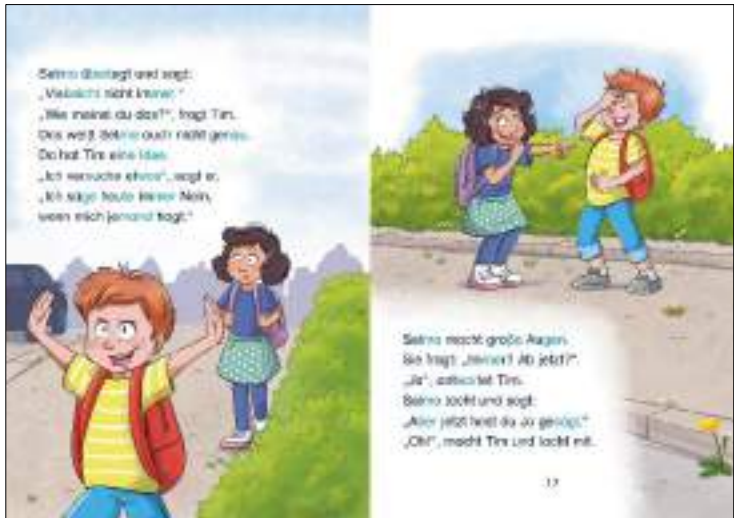 Selma überlegt und sagt:
„Vielleicht nicht immer.“
„Wie meinst du das?“, fragt Tim.
Das weiß Selma auch nicht genau.
Da hat Tim eine Idee.
„Ich versuche etwas“, sagt er.
„Ich sage heute immer Nein,
wenn mich jemand fragt.“
Selma macht große Augen.
Sie fragt: „Immer? Ab jetzt?“.
„Ja“, antwortet Tim.
Selma lacht und sagt:
„Aber jetzt hast du Ja gesagt.“
„Oh!“, macht Tim und lacht mit.